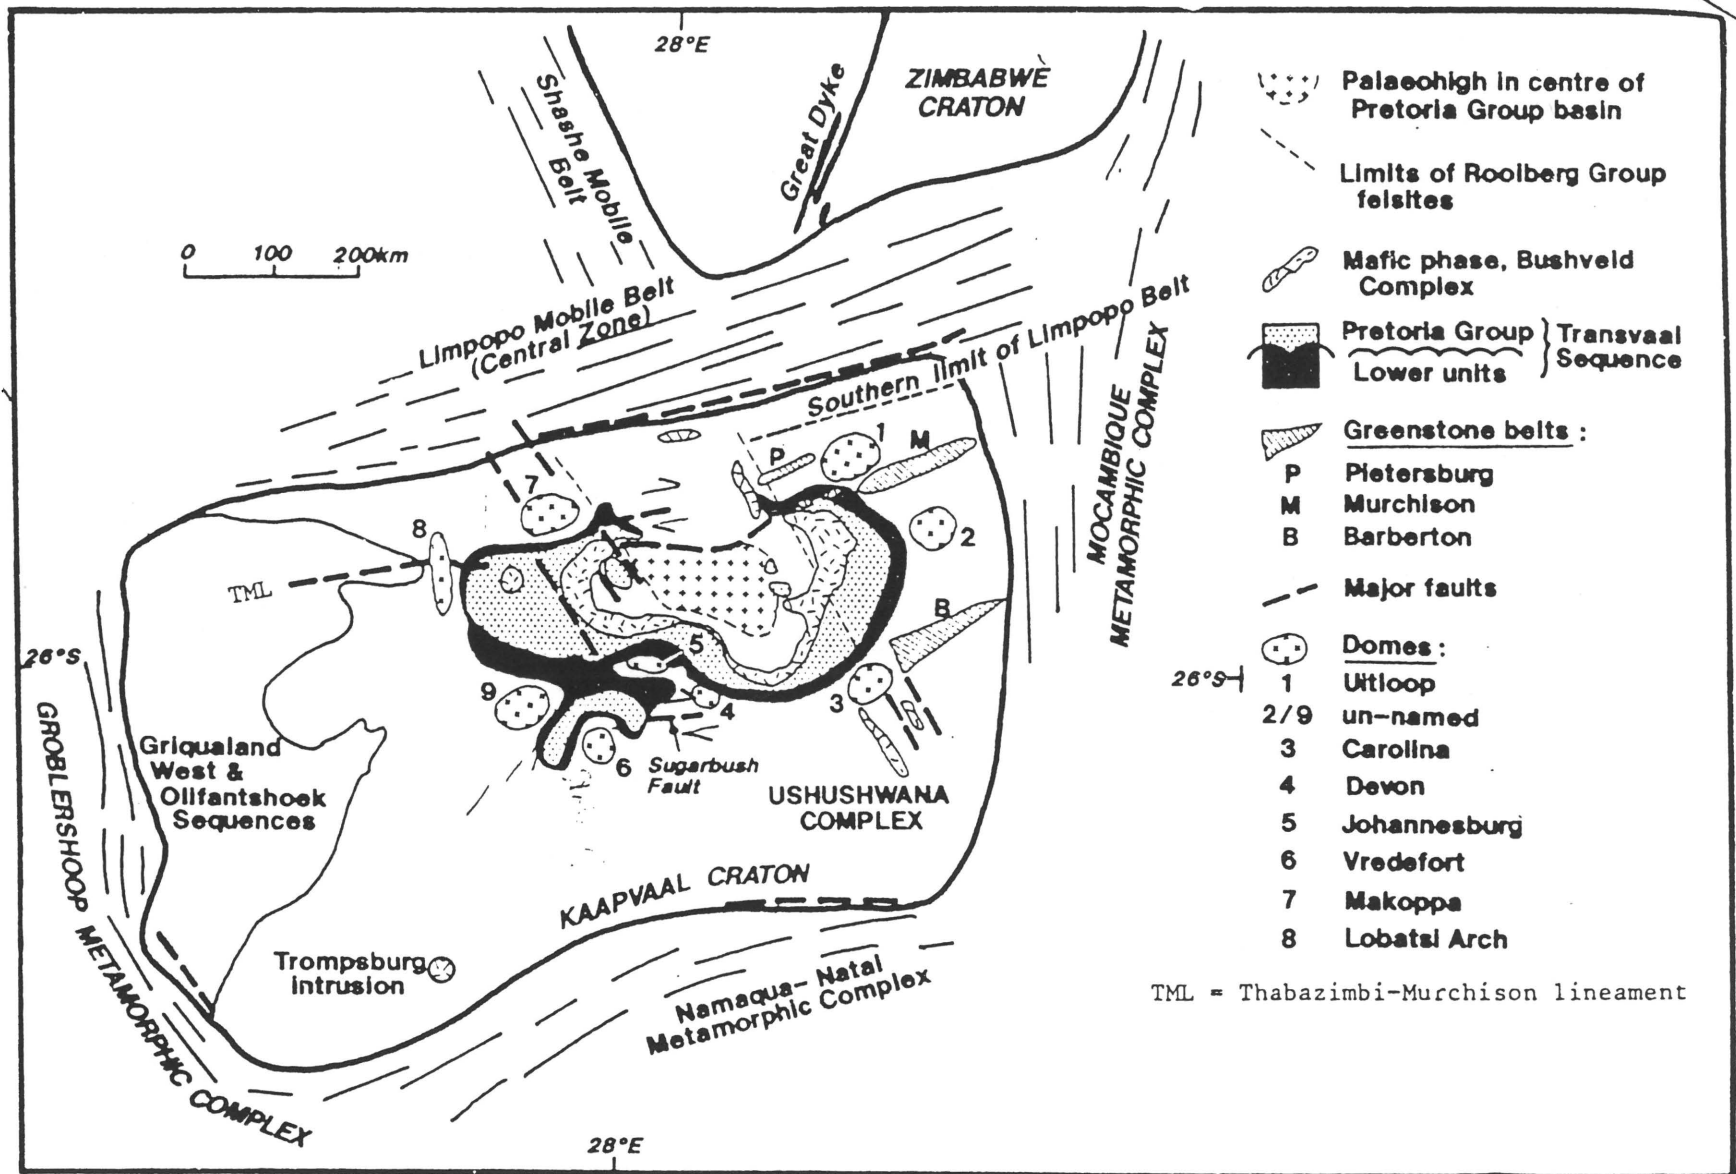 28°E
ZIMBABWÈ
CRATON
Great Dyke
Shashe Mobile
Belt
0 100 200km
Limpopo Mobile Belt
(Central Zone)
Southern limit of Limpopo Belt
MOCAMBIQUE
METAMORPHIC COMPLEX
1
M
P
7
8
2
TML
B
5
26°S
26°S
9
4
3
6
Sugarbush
Fault
Griqualand
West &
Olifantshoek
Sequences
USHUSHWANA
COMPLEX
GROBLERSHOOP METAMORPHIC COMPLEX
KAAPVAAL CRATON
Trompsburg
intrusion
Namaqua-Natal
Metamorphic Complex
28°E
Palaeohigh in centre of
Pretoria Group basin
Limits of Rooiberg Group
felsites
Mafic phase, Bushveld
Complex
Pretoria Group
Lower units
Transvaal
Sequence
Greenstone belts :
P Pietersburg
M Murchison
B Barberton
Major faults
Domes :
1 Uitloop
2/9 un-named
3 Carolina
4 Devon
5 Johannesburg
6 Vredefort
7 Makoppa
8 Lobatsi Arch
TML = Thabazimbi-Murchison lineament